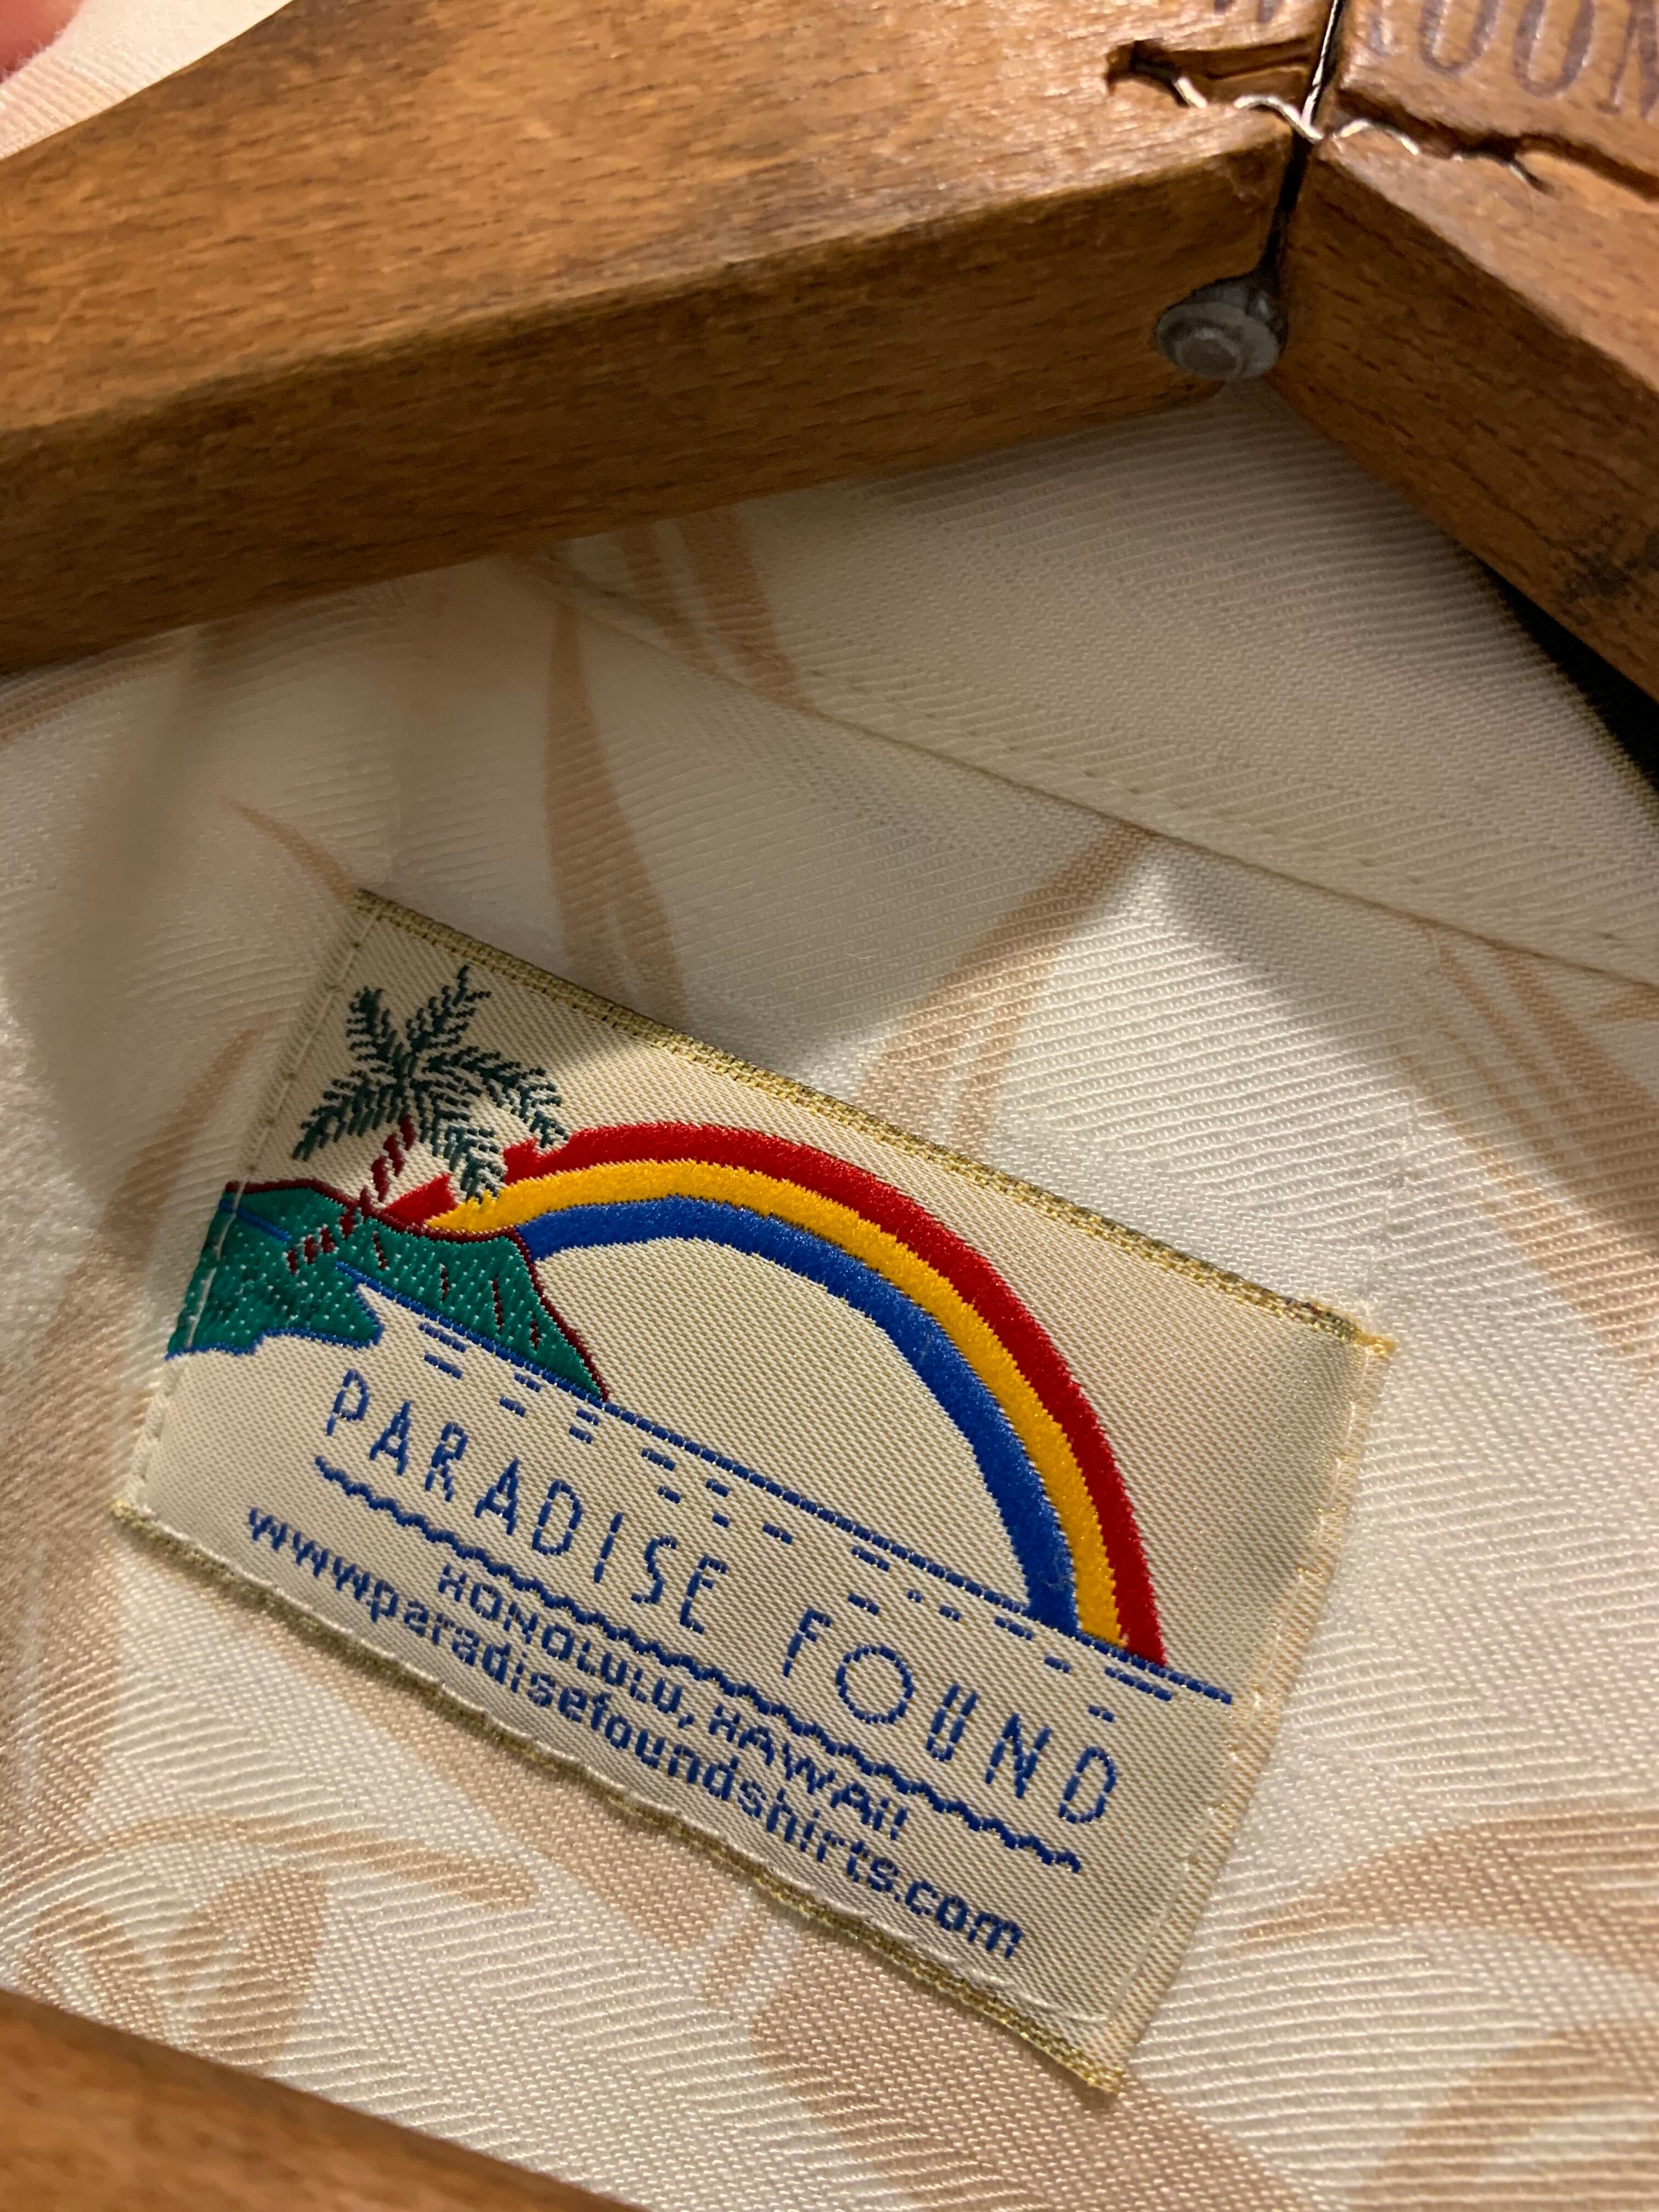 PARADISE FOUND
HONOLULU, HAWAII
www.paradisefoundshirts.com